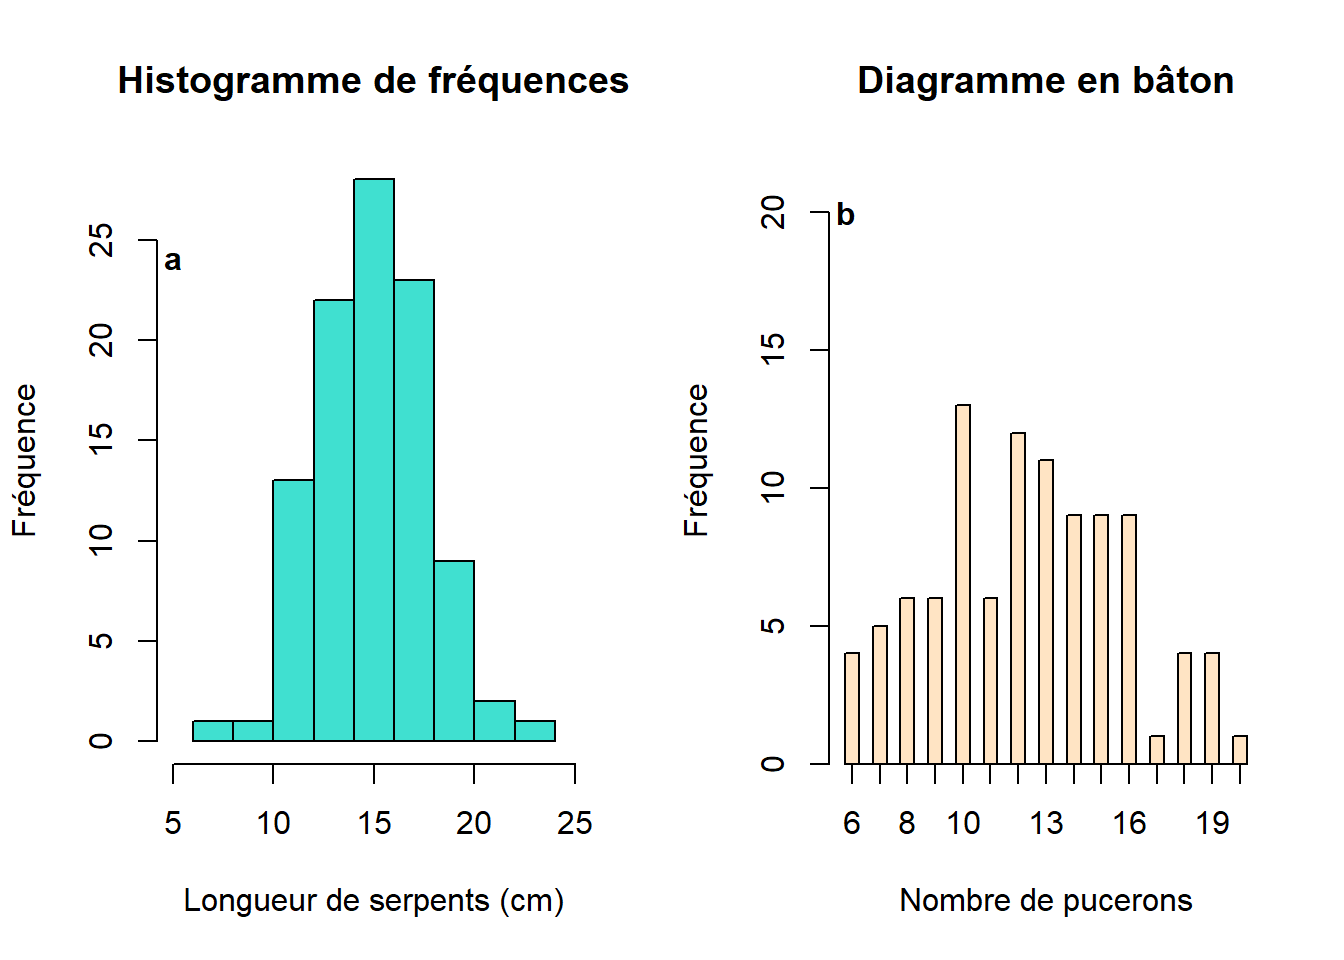 Histogramme de fréquences
a
Fréquence
25
20
15
10
5
0
5 10 15 20 25
Longueur de serpents (cm)
Diagramme en bâton
b
Fréquence
20
15
10
5
0
6 8 10 13 16 19
Nombre de pucerons